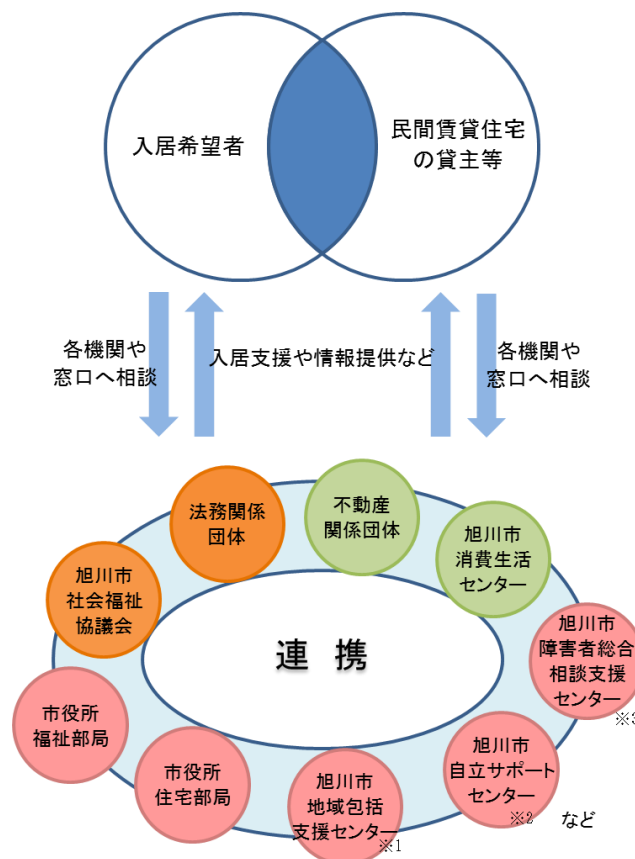 入居希望者
民間賃貸住宅
の貸主等
各機関や
窓口へ相談
入居支援や情報提供など
各機関や
窓口へ相談
法務関係
団体
不動産
関係団体
旭川市
消費生活
センター
旭川市
社会福祉
協議会
旭川市
障害者総合
相談支援
センター
※3
連 携
市役所
福祉部局
市役所
住宅部局
旭川市
地域包括
支援センター
※1
旭川市
自立サポート
センター
※2
など